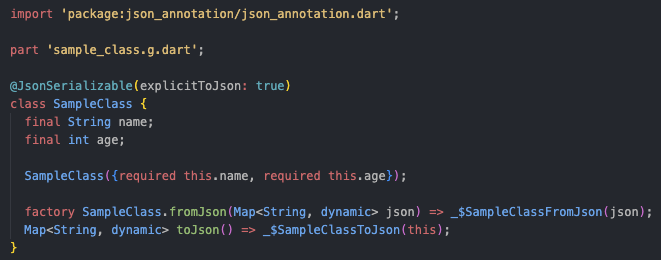 import 'package:json_annotation/json_annotation.dart';
part 'sample_class.g.dart';
@JsonSerializable(explicitToJson: true)
class SampleClass {
final String name;
final int age;
SampleClass({required this.name, required this.age});
factory SampleClass.fromJson(Map<String, dynamic> json) => _$SampleClassFromJson(json);
Map<String, dynamic> toJson() => _$SampleClassToJson(this);
}